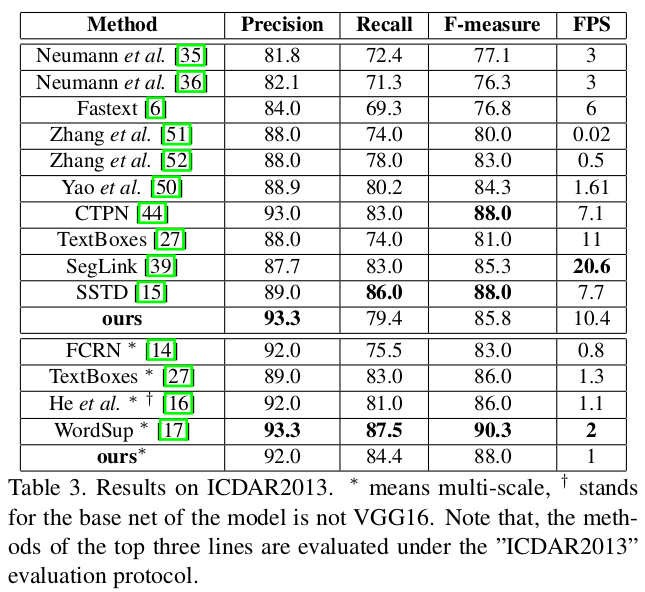 Method Precision Recall F-measure FPS
Neumann et al. [35] 81.8 72.4 77.1 3
Neumann et al. [36] 82.1 71.3 76.3 3
Fastext [6] 84.0 69.3 76.8 6
Zhang et al. [51] 88.0 74.0 80.0 0.02
Zhang et al. [52] 88.0 78.0 83.0 0.5
Yao et al. [50] 88.9 80.2 84.3 1.61
CTPN [44] 93.0 83.0 88.0 7.1
TextBoxes [27] 88.0 74.0 81.0 11
SegLink [39] 87.7 83.0 85.3 20.6
SSTD [15] 89.0 86.0 88.0 7.7
ours 93.3 79.4 85.8 10.4
FCRN * [14] 92.0 75.5 83.0 0.8
TextBoxes * [27] 89.0 83.0 86.0 1.3
He et al. * † [16] 92.0 81.0 86.0 1.1
WordSup * [17] 93.3 87.5 90.3 2
ours* 92.0 84.4 88.0 1
Table 3. Results on ICDAR2013. * means multi-scale, † stands
for the base net of the model is not VGG16. Note that, the meth-
ods of the top three lines are evaluated under the ”ICDAR2013”
evaluation protocol.